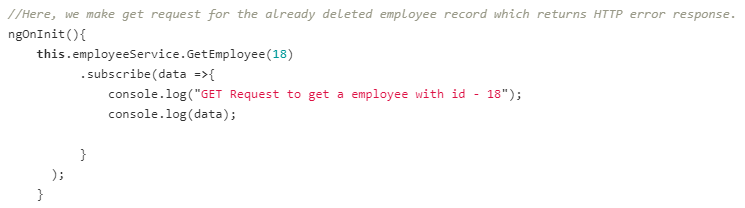 //Here, we make get request for the already deleted employee record which returns HTTP error response.
ngOnInit(){
    this.employeeService.GetEmployee(18)
          .subscribe(data =>{
              console.log("GET Request to get a employee with id - 18");
              console.log(data);

          }
      );
    }